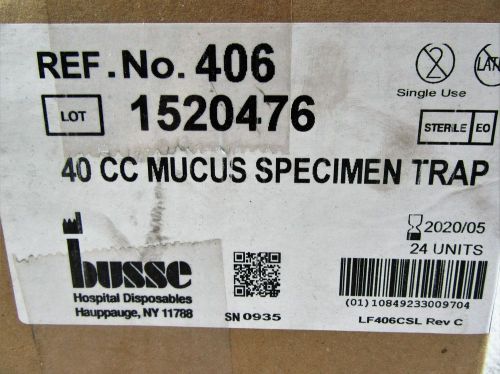 REF.No. 406
2
Single Use
LOT 1520476
STERILE EO
40 CC MUCUS SPECIMEN TRAP
2020/05
24 UNITS
busse
Hospital Disposables
Hauppauge, NY 11788
SN 0935
(01)10849233009704
LF406CSL Rev C